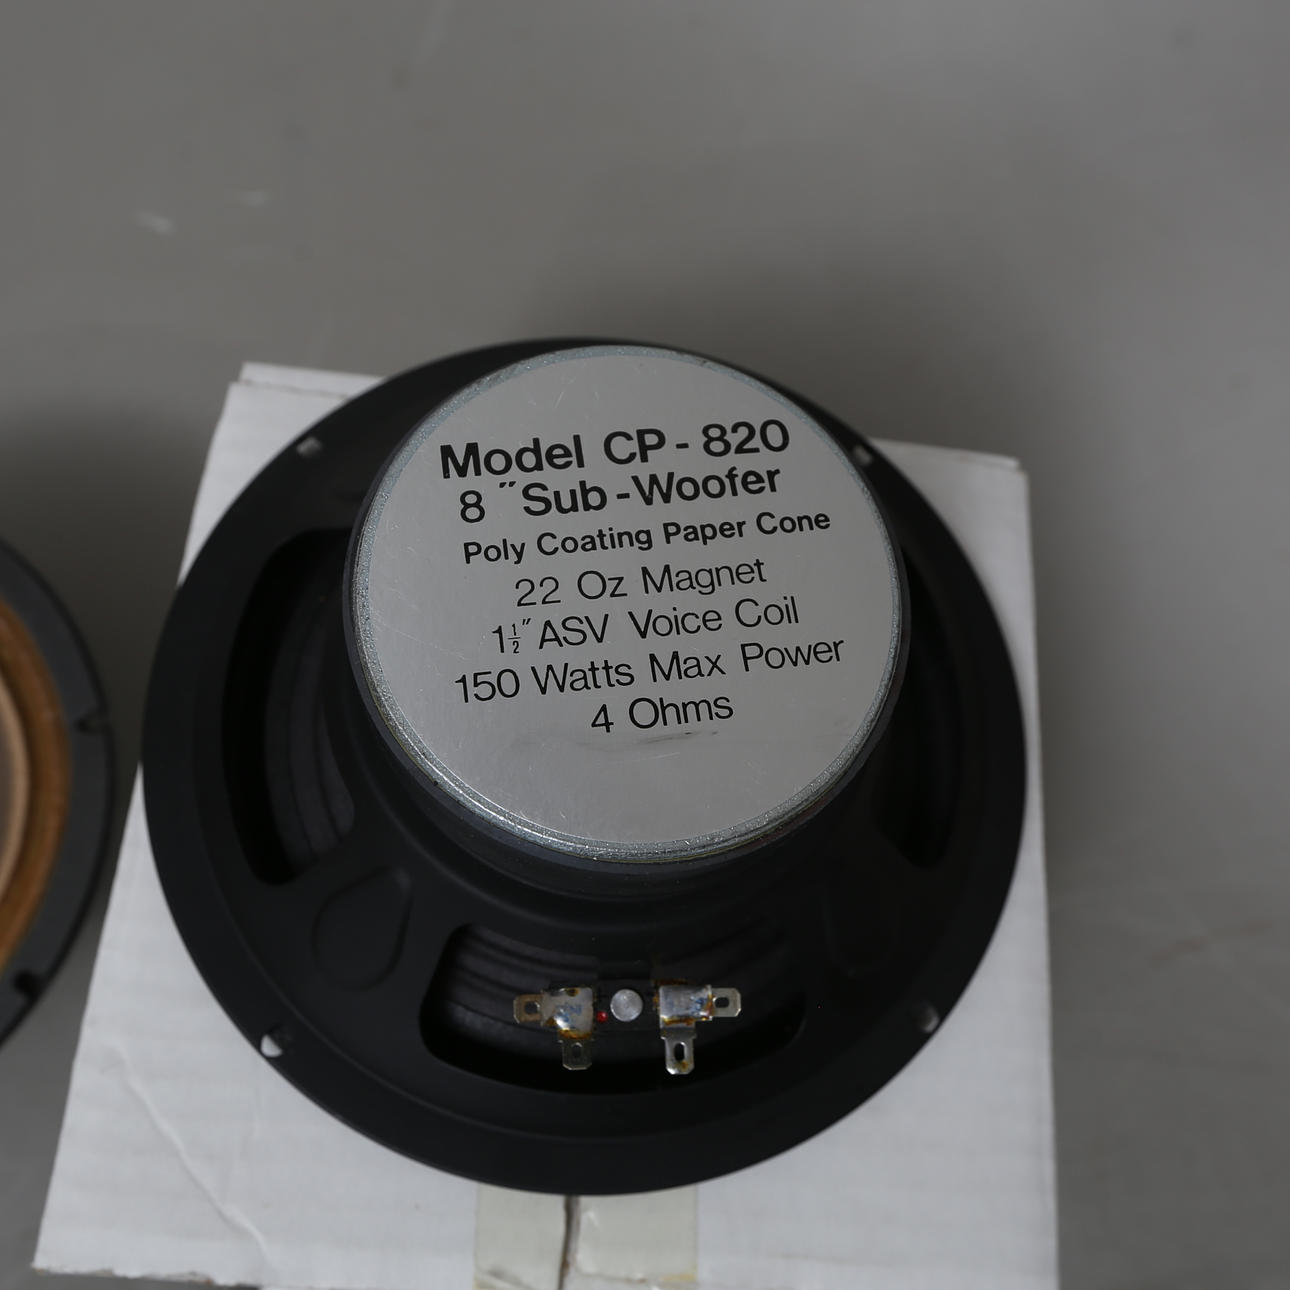 Model CP - 820
8 ″Sub-Woofer
Poly Coating Paper Cone
22 Oz Magnet
1½″ ASV Voice Coil
150 Watts Max Power
4 Ohms